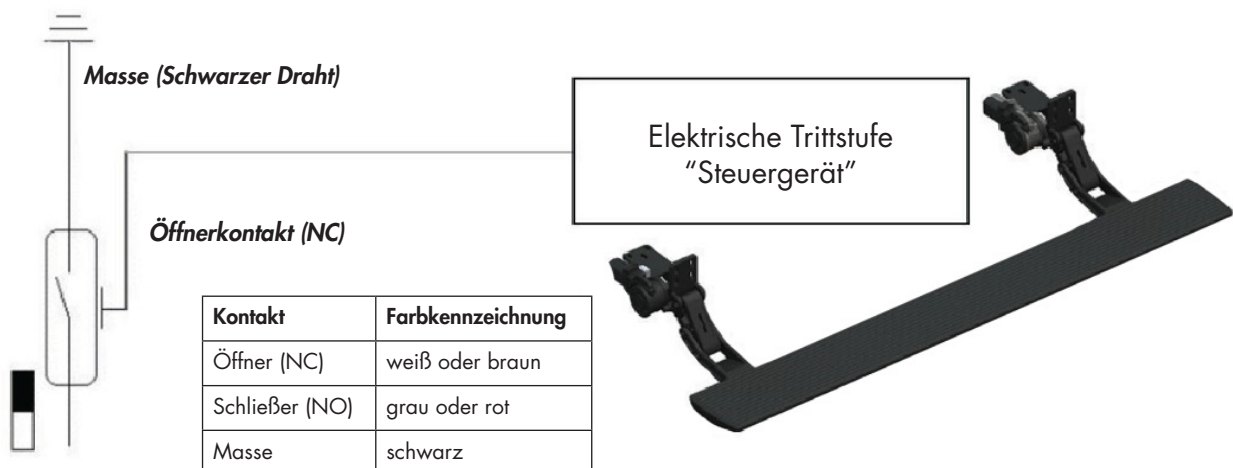 Masse (Schwarzer Draht)
Elektrische Trittstufe
“Steuergerät”
Öffnerkontakt (NC)
Kontakt Farbkennzeichnung
Öffner (NC) weiß oder braun
Schließer (NO) grau oder rot
Masse schwarz